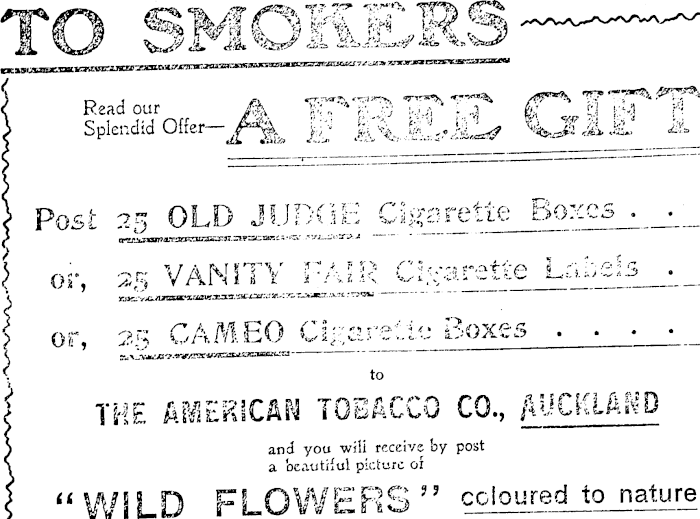 TO SMOKERS
Read our
Splendid Offer—
A FREE GIFT
Post 25 OLD JUDGE Cigarette Boxes . .
or, 25 VANITY FAIR Cigarette Labels .
or, 25 CAMEO Cigarette Boxes . . . . .
to
THE AMERICAN TOBACCO CO., AUCKLAND
and you will receive by post
a beautiful picture of
“WILD FLOWERS” coloured to nature